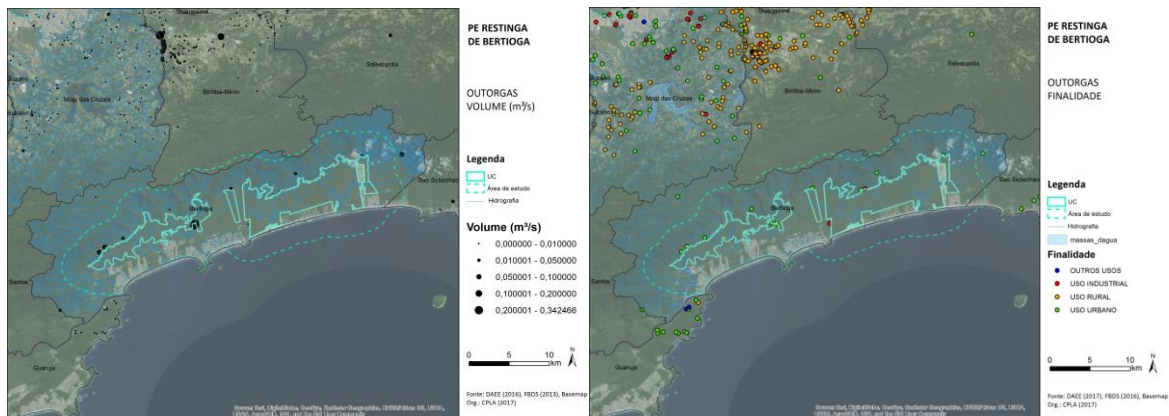 PE RESTINGA
DE BERTIOGA
OUTORGAS
VOLUME (m³/s)
Legenda
UC
Área de estudo
Hidrografia
Volume (m³/s)
0,000000 - 0,010000
0,010001 - 0,050000
0,050001 - 0,100000
0,100001 - 0,200000
0,200001 - 0,342466
0 5 10
km
N
Fonte: DAEE (2016), FBDS (2013), Basemap
Org.: CPLA (2017)
Guararema
Salesópolis
Mogi das Cruzes
Biritiba-Mirim
Suzano
Bertioga
Santos
Guarujá
PE RESTINGA
DE BERTIOGA
OUTORGAS
FINALIDADE
Legenda
UC
Área de estudo
Hidrografia
massas_dagua
Finalidade
OUTROS USOS
USO INDUSTRIAL
USO RURAL
USO URBANO
0 5 10
km
N
Fonte: DAEE (2017), FBDS (2016), Basemap
Org.: CPLA (2017)
Guararema
Salesópolis
Mogi das Cruzes
Biritiba-Mirim
Suzano
Santos
Guarujá